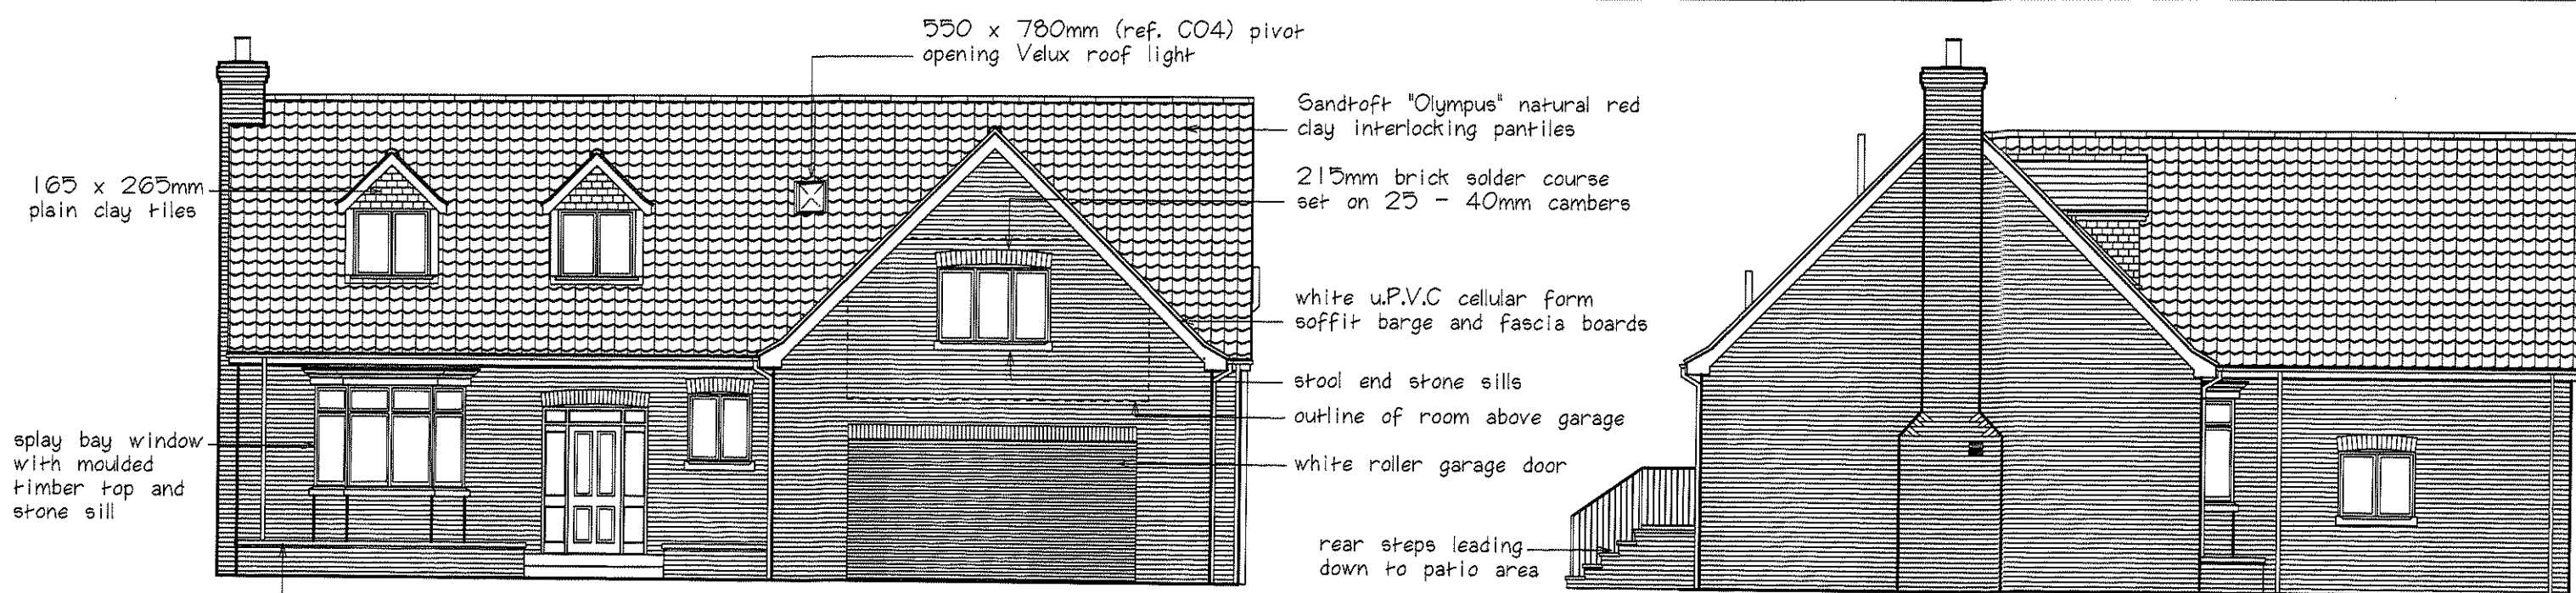 550 x 780mm (ref. C04) pivot
opening Velux roof light
Sandtoft "Olympus" natural red
clay interlocking pantiles
165 x 265mm
plain clay tiles
215mm brick solder course
set on 25 - 40mm cambers
white u.P.V.C cellular form
soffit barge and fascia boards
stool end stone sills
outline of room above garage
splay bay window
with moulded
timber top and
stone sill
white roller garage door
rear steps leading
down to patio area